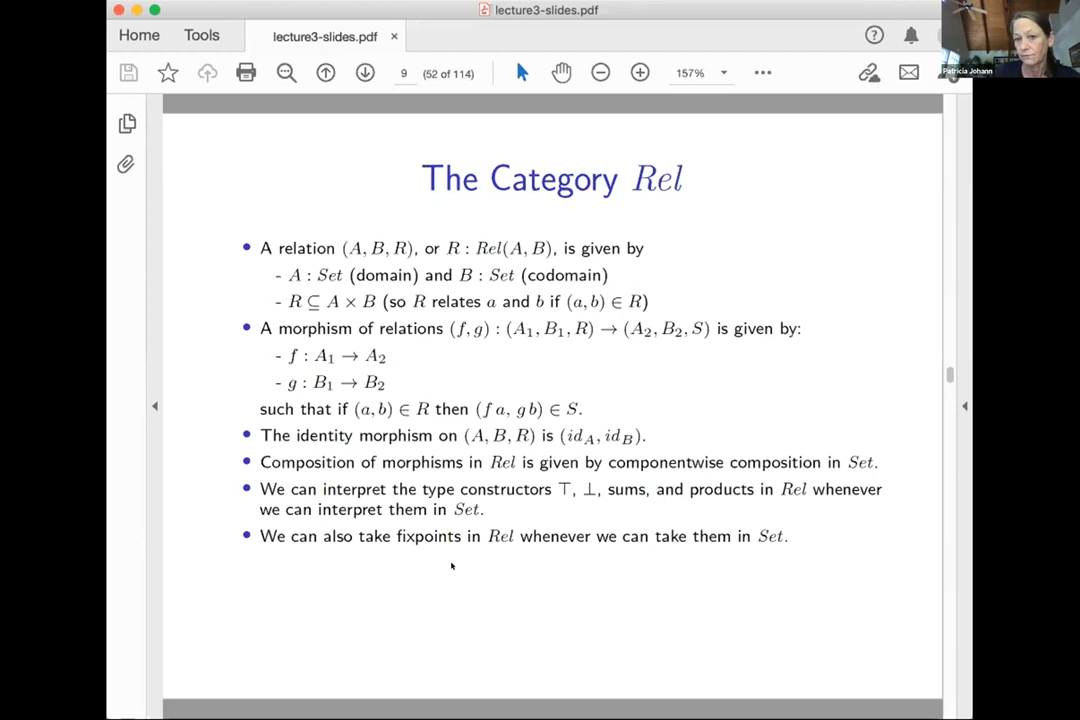 lecture3-slides.pdf
Home Tools lecture3-slides.pdf ×
9 (52 of 114) 157%
Patricia Johann
The Category Rel
• A relation (A, B, R), or R : Rel(A, B), is given by
- A : Set (domain) and B : Set (codomain)
- R ⊆ A × B (so R relates a and b if (a, b) ∈ R)
• A morphism of relations (f, g) : (A₁, B₁, R) → (A₂, B₂, S) is given by:
- f : A₁ → A₂
- g : B₁ → B₂
such that if (a, b) ∈ R then (f a, g b) ∈ S.
• The identity morphism on (A, B, R) is (id_A, id_B).
• Composition of morphisms in Rel is given by componentwise composition in Set.
• We can interpret the type constructors ⊤, ⊥, sums, and products in Rel whenever
we can interpret them in Set.
• We can also take fixpoints in Rel whenever we can take them in Set.